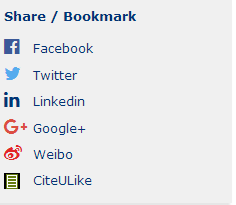 Share / Bookmark
Facebook
Twitter
Linkedin
Google+
Weibo
CiteULike